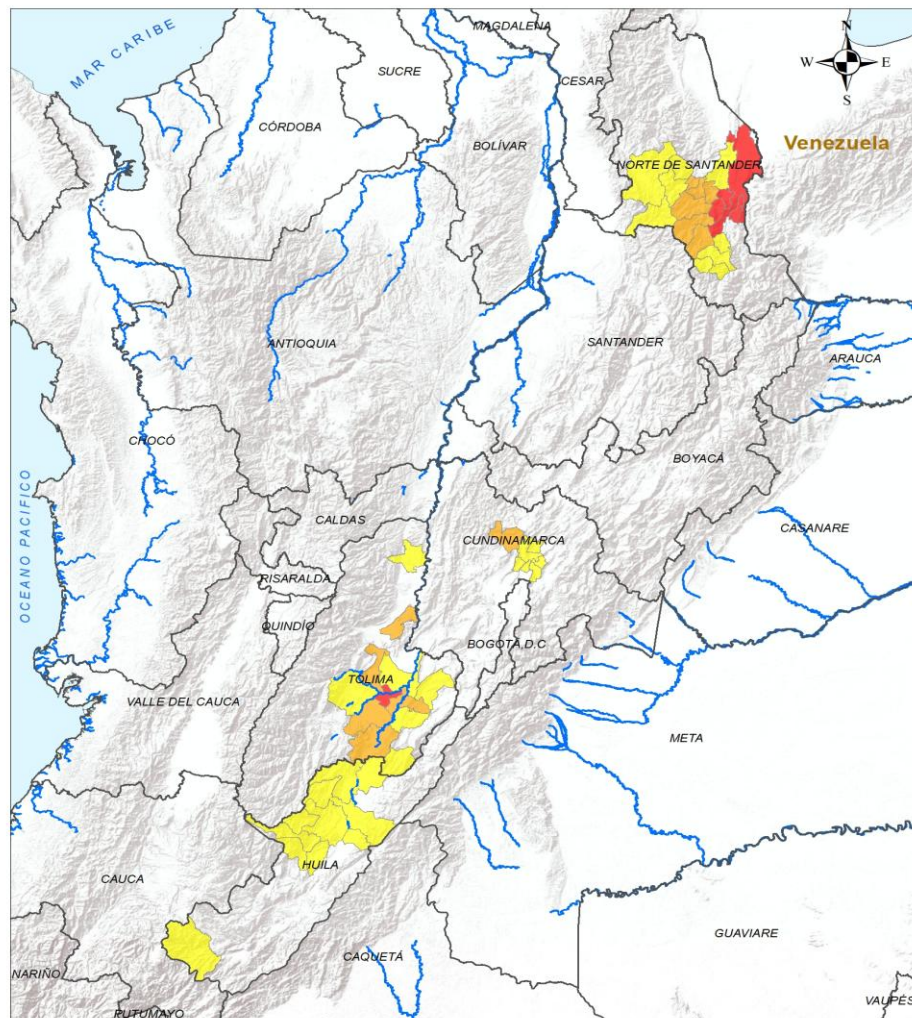 MAGDALENA
MAR CARIBE
N
W E
S
SUCRE
CESAR
CÓRDOBA
BOLÍVAR
Venezuela
NORTE DE SANTANDER
ANTIOQUIA
SANTANDER
ARAUCA
CHOCÓ
BOYACÁ
CALDAS
CASANARE
CUNDINAMARCA
OCEANO PACIFICO
RISARALDA
QUINDÍO
BOGOTÁ,D.C
TOLIMA
VALLE DEL CAUCA
META
HUILA
CAUCA
GUAVIARE
CAQUETÁ
NARIÑO
PUTUMAYO
VAUPÉS